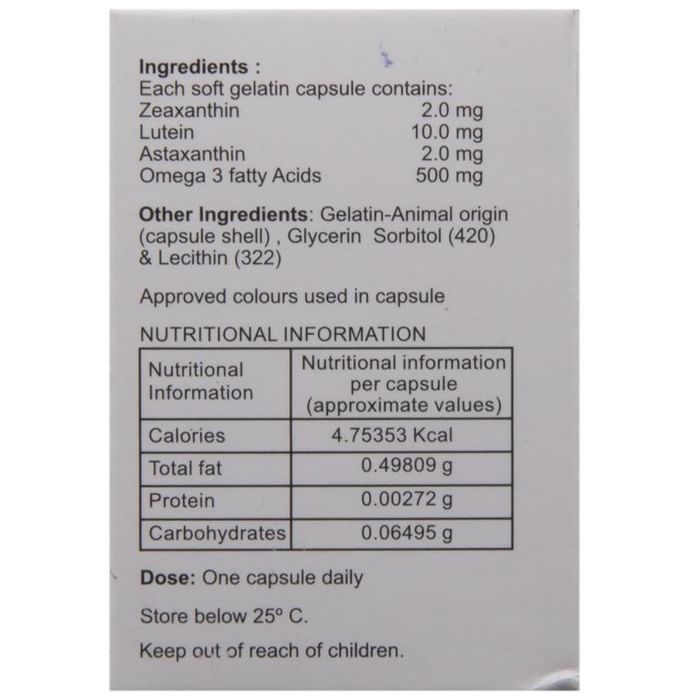 Ingredients :
Each soft gelatin capsule contains:
Zeaxanthin 2.0 mg
Lutein 10.0 mg
Astaxanthin 2.0 mg
Omega 3 fatty Acids 500 mg
Other Ingredients: Gelatin-Animal origin
(capsule shell) , Glycerin Sorbitol (420)
& Lecithin (322)
Approved colours used in capsule
NUTRITIONAL INFORMATION
Nutritional
Information
Nutritional information
per capsule
(approximate values)
Calories 4.75353 Kcal
Total fat 0.49809 g
Protein 0.00272 g
Carbohydrates 0.06495 g
Dose: One capsule daily
Store below 25º C.
Keep out of reach of children.